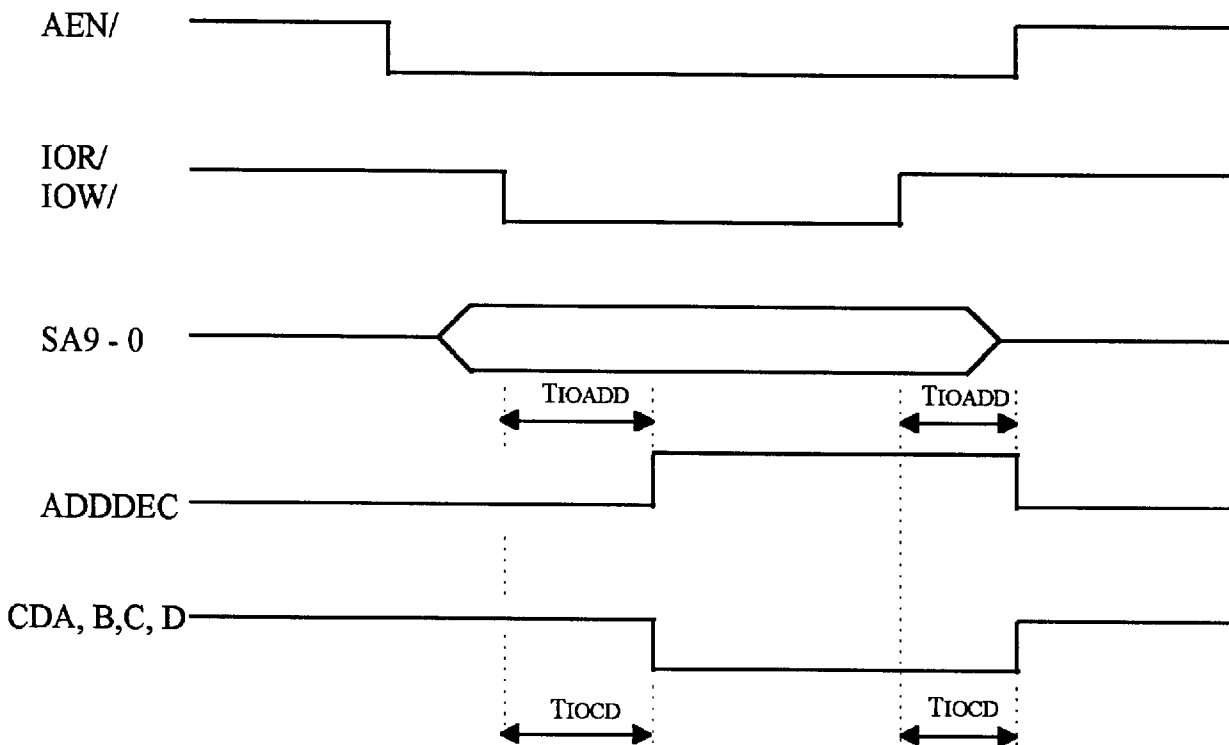 AEN/
IOR/
IOW/
SA9 - 0
TIOADD TIOADD
ADDDEC
CDA, B,C, D
TIOCD TIOCD